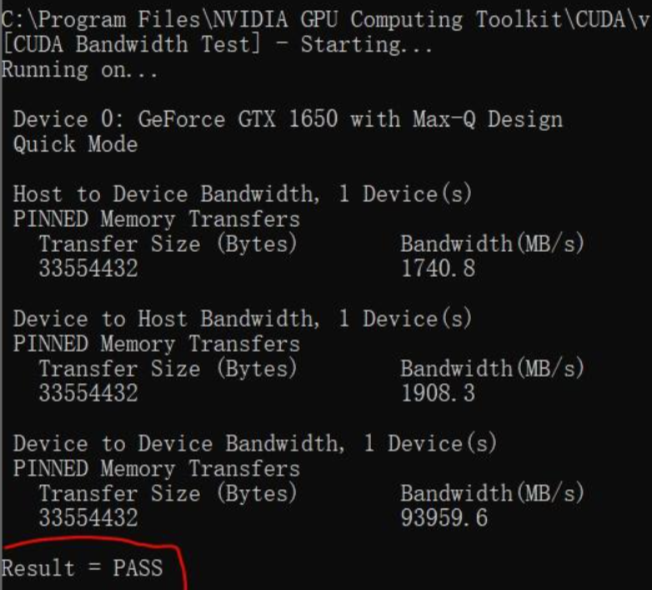 C:\Program Files\NVIDIA GPU Computing Toolkit\CUDA\v
[CUDA Bandwidth Test] - Starting...
Running on...
Device 0: GeForce GTX 1650 with Max-Q Design
Quick Mode
Host to Device Bandwidth, 1 Device(s)
PINNED Memory Transfers
Transfer Size (Bytes) Bandwidth(MB/s)
33554432 1740.8
Device to Host Bandwidth, 1 Device(s)
PINNED Memory Transfers
Transfer Size (Bytes) Bandwidth(MB/s)
33554432 1908.3
Device to Device Bandwidth, 1 Device(s)
PINNED Memory Transfers
Transfer Size (Bytes) Bandwidth(MB/s)
33554432 93959.6
Result = PASS